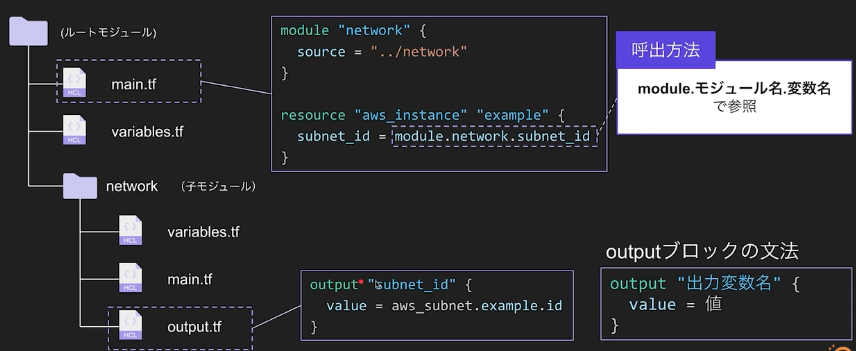 (ルートモジュール)
main.tf
variables.tf
network
(子モジュール)
variables.tf
main.tf
output.tf
HCL
HCL
HCL
HCL
HCL
module "network" {
source = "../network"
}
resource "aws_instance" "example" {
subnet_id = module.network.subnet_id
}
呼出方法
module.モジュール名.変数名
で参照
output "subnet_id" {
value = aws_subnet.example.id
}
outputブロックの文法
output "出力変数名" {
value = 値
}